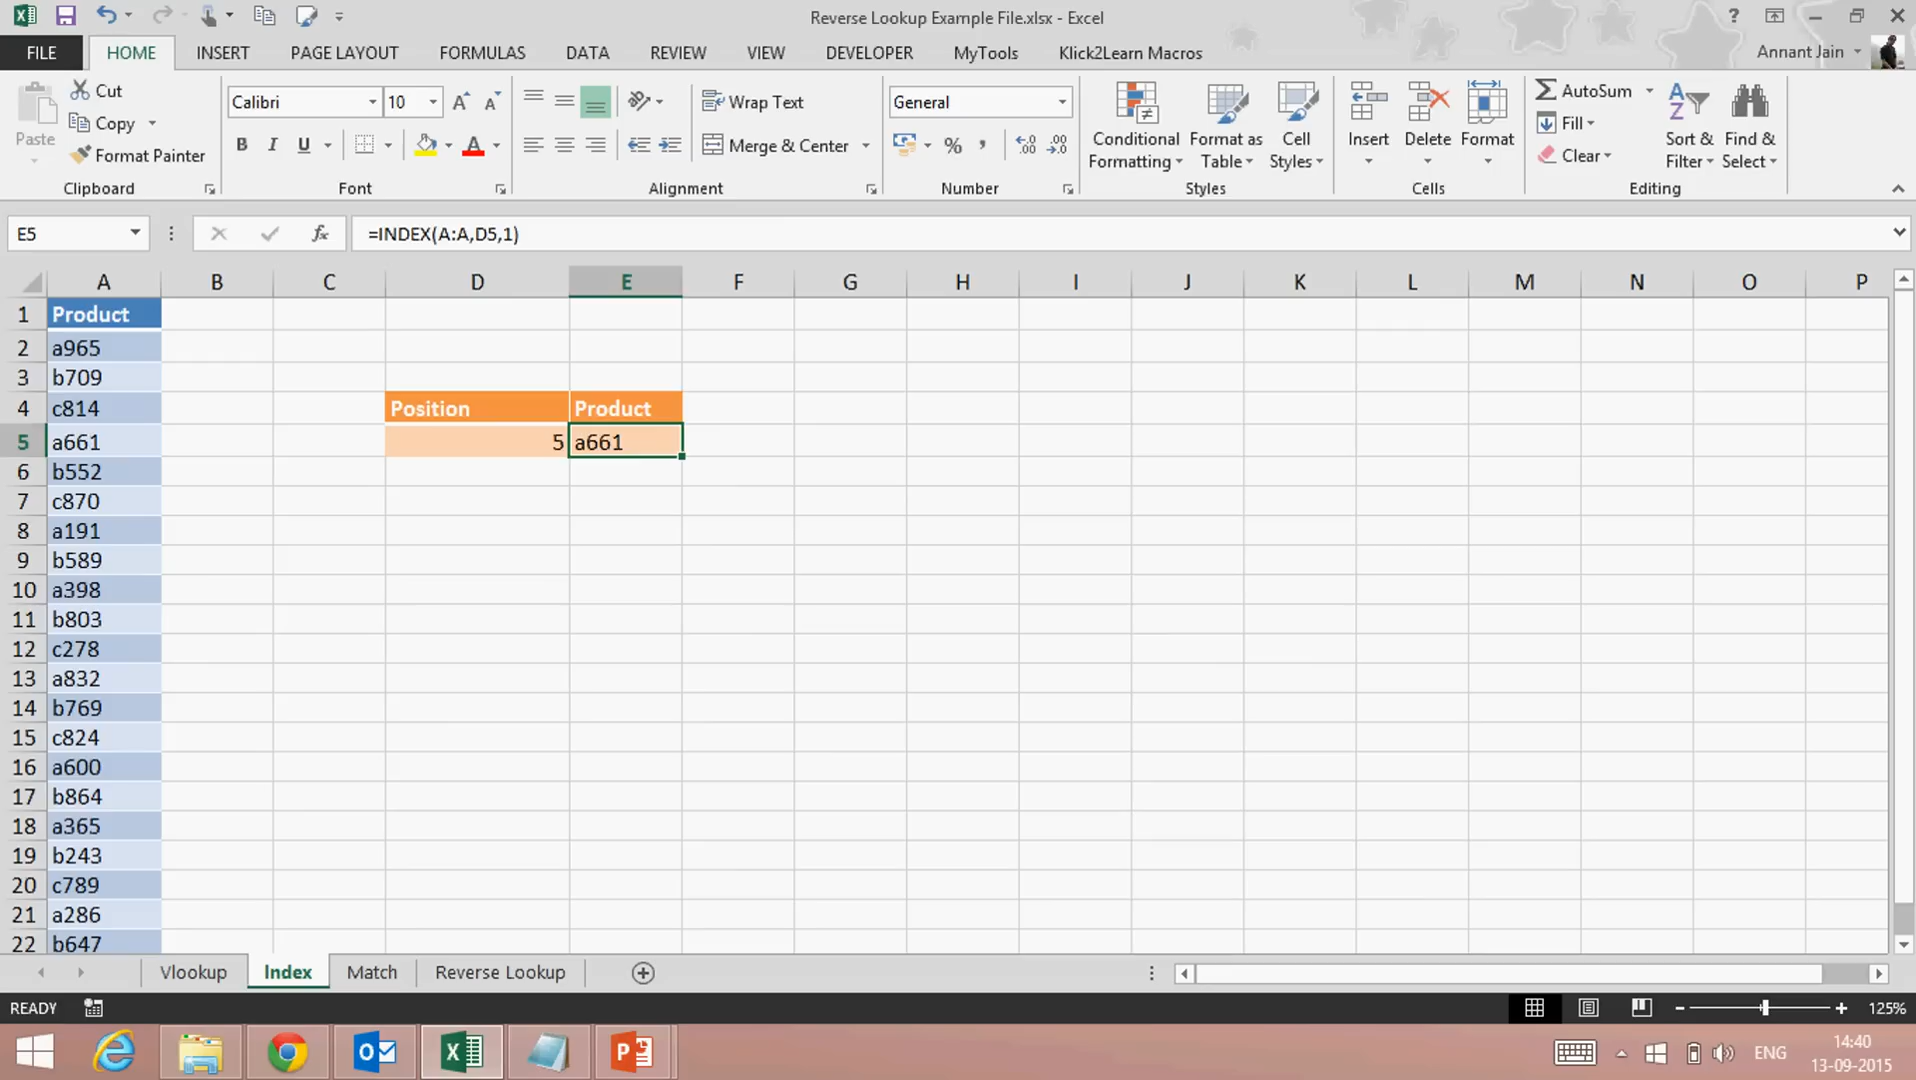 Reverse Lookup Example File.xlsx - Excel
?
FILE HOME INSERT PAGE LAYOUT FORMULAS DATA REVIEW VIEW DEVELOPER MyTools Klick2Learn Macros Annant Jain
Paste
Cut
Copy
Format Painter
Clipboard
Calibri 10
B I U
Font
Wrap Text
Merge & Center
Alignment
General
%
Number
Conditional Formatting
Format as Table
Cell Styles
Styles
Insert
Delete
Format
Cells
AutoSum
Fill
Clear
Sort & Filter
Find & Select
Editing
E5 fx =INDEX(A:A,D5,1)
A B C D E F G H I J K L M N O P
1 Product
2 a965
3 b709
4 c814 Position Product
5 a661 5 a661
6 b552
7 c870
8 a191
9 b589
10 a398
11 b803
12 c278
13 a832
14 b769
15 c824
16 a600
17 b864
18 a365
19 b243
20 c789
21 a286
22 b647
Vlookup Index Match Reverse Lookup
READY 125%
ENG 14:40
13-09-2015